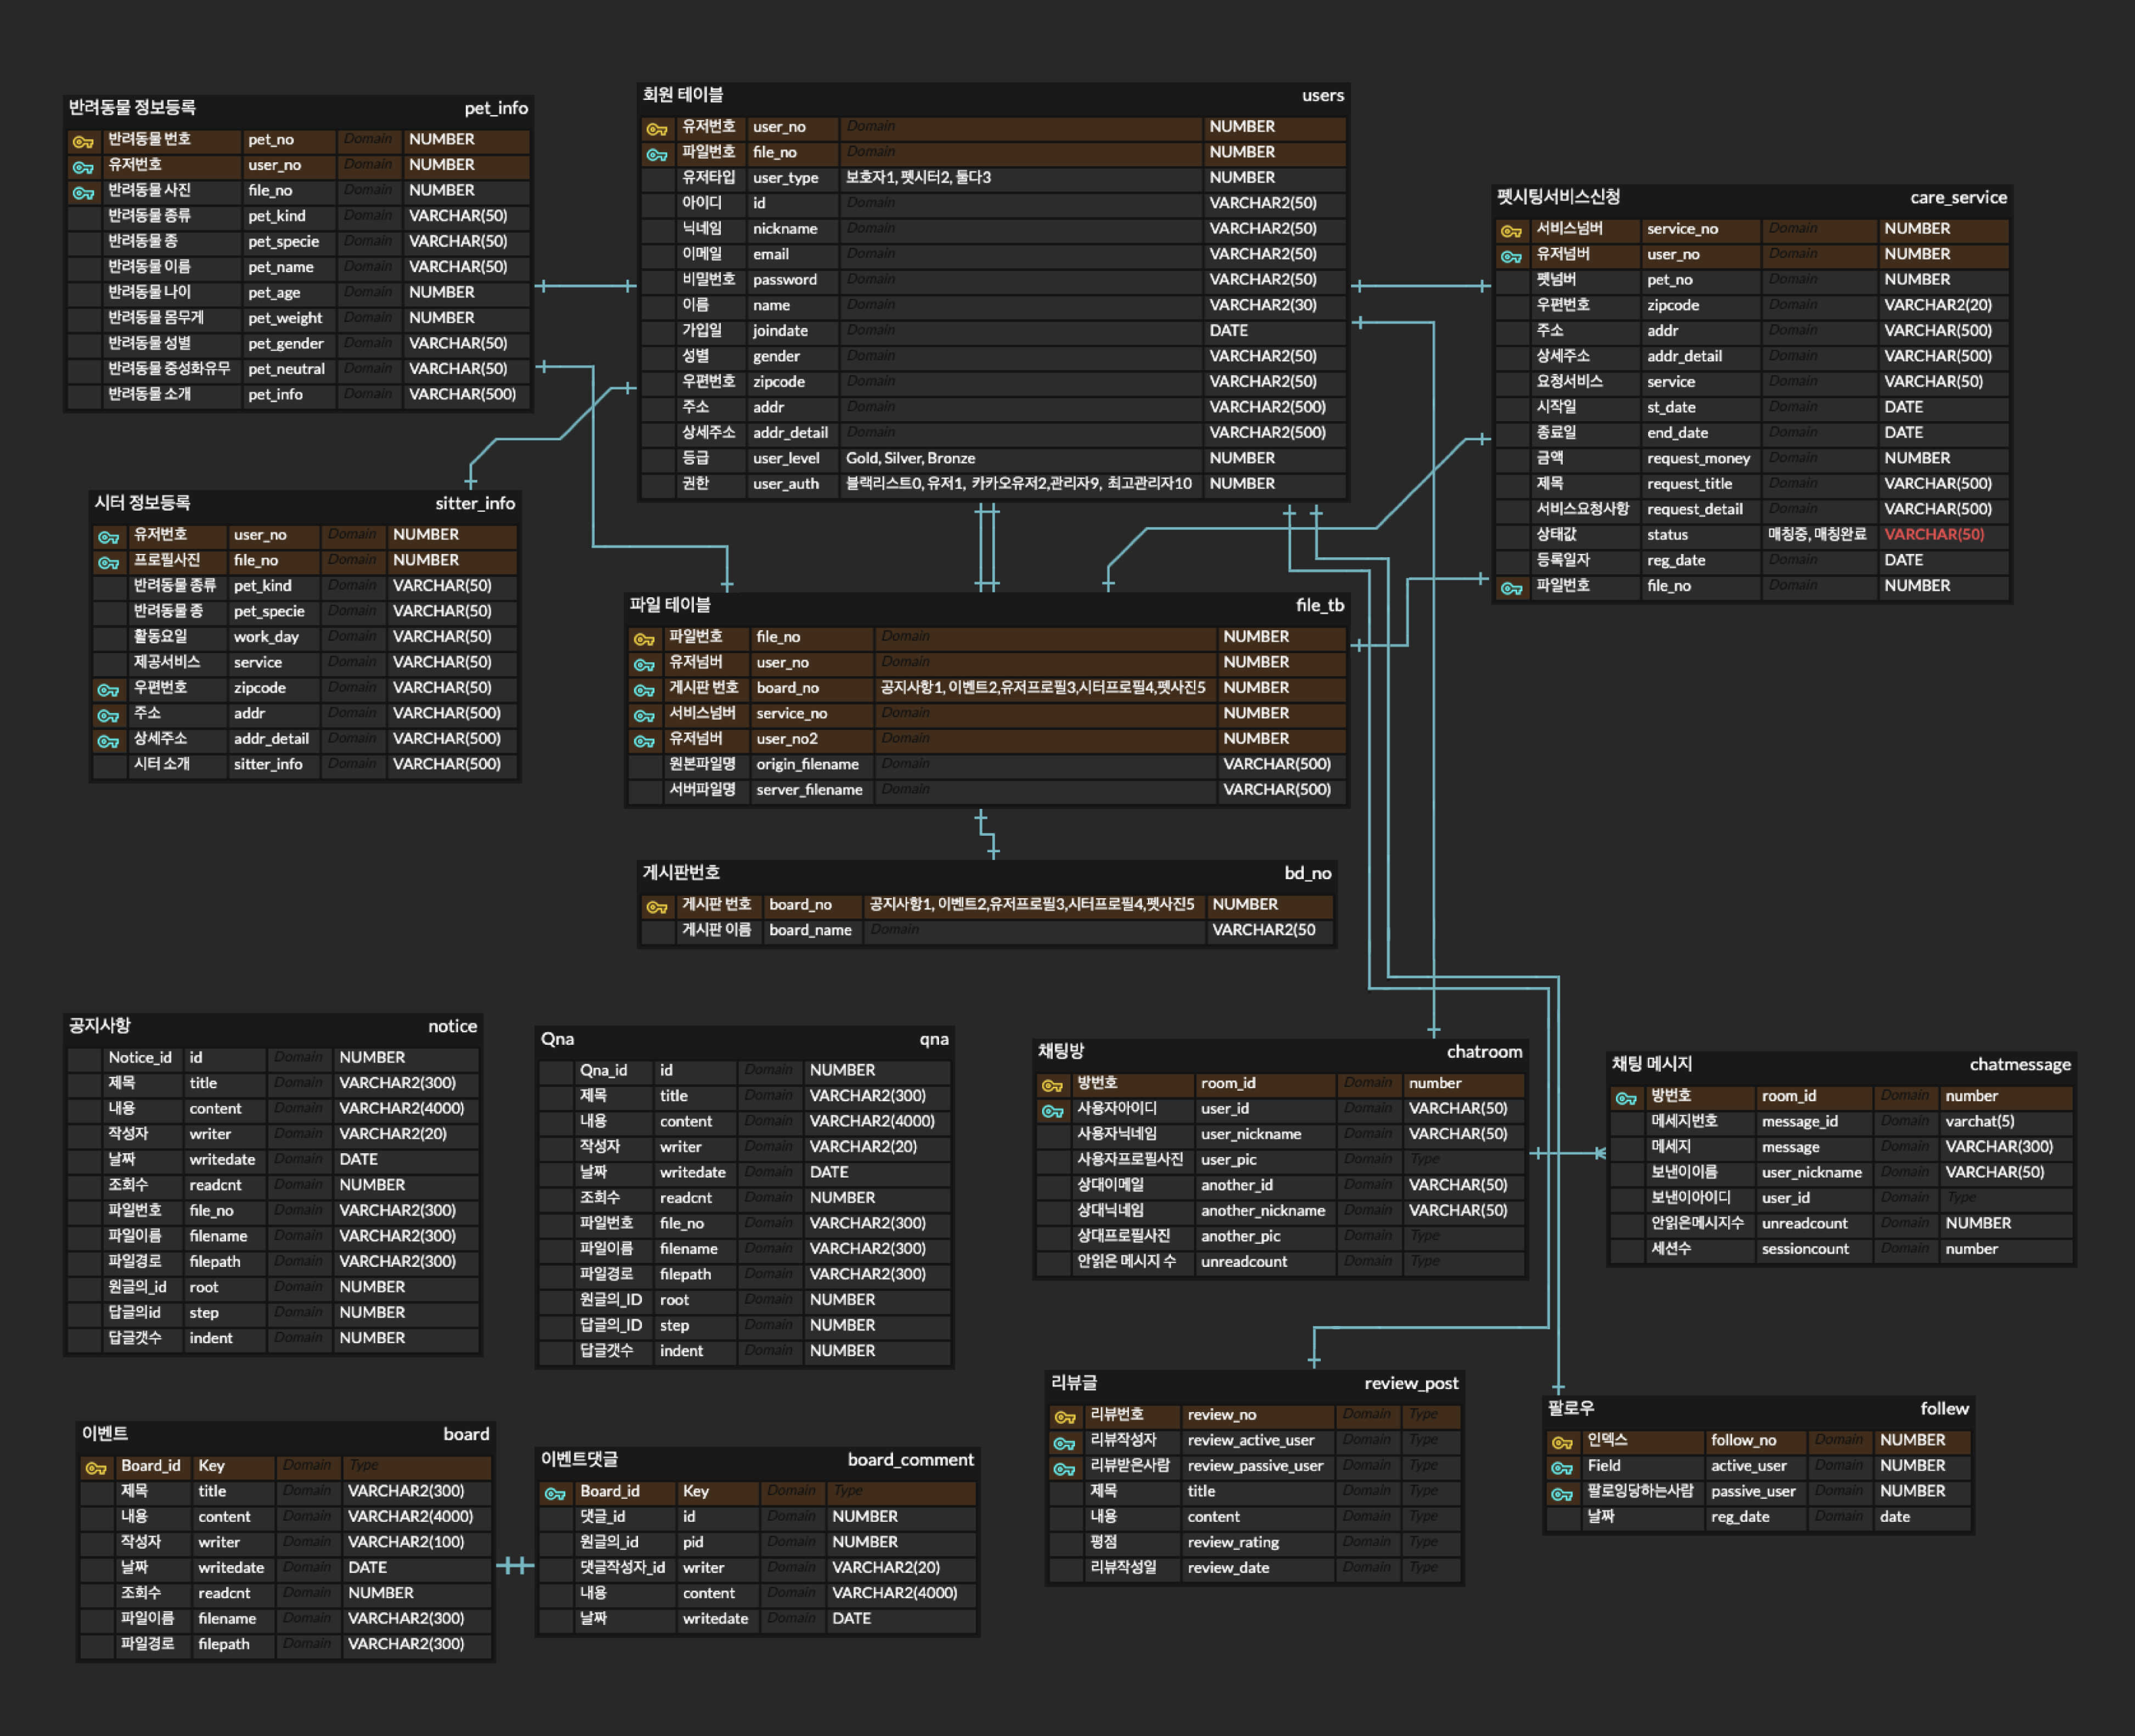 반려동물 정보등록 pet_info
반려동물 번호 pet_no Domain NUMBER
유저번호 user_no Domain NUMBER
반려동물 사진 file_no Domain NUMBER
반려동물 종류 pet_kind Domain VARCHAR(50)
반려동물 종 pet_specie Domain VARCHAR(50)
반려동물 이름 pet_name Domain VARCHAR(50)
반려동물 나이 pet_age Domain NUMBER
반려동물 몸무게 pet_weight Domain NUMBER
반려동물 성별 pet_gender Domain VARCHAR(50)
반려동물 중성화유무 pet_neutral Domain VARCHAR(50)
반려동물 소개 pet_info Domain VARCHAR(500)
회원 테이블 users
유저번호 user_no Domain NUMBER
파일번호 file_no Domain NUMBER
유저타입 user_type 보호자1, 펫시터2, 둘다3 NUMBER
아이디 id Domain VARCHAR2(50)
닉네임 nickname Domain VARCHAR2(50)
이메일 email Domain VARCHAR2(50)
비밀번호 password Domain VARCHAR2(50)
이름 name Domain VARCHAR2(30)
가입일 joindate Domain DATE
성별 gender Domain VARCHAR2(50)
우편번호 zipcode Domain VARCHAR2(50)
주소 addr Domain VARCHAR2(500)
상세주소 addr_detail Domain VARCHAR2(500)
등급 user_level Gold, Silver, Bronze NUMBER
권한 user_auth 블랙리스트0, 유저1, 카카오유저2,관리자9, 최고관리자10 NUMBER
펫시팅서비스신청 care_service
서비스넘버 service_no Domain NUMBER
유저넘버 user_no Domain NUMBER
펫넘버 pet_no Domain NUMBER
우편번호 zipcode Domain VARCHAR2(20)
주소 addr Domain VARCHAR(500)
상세주소 addr_detail Domain VARCHAR(500)
요청서비스 service Domain VARCHAR(50)
시작일 st_date Domain DATE
종료일 end_date Domain DATE
금액 request_money Domain NUMBER
제목 request_title Domain VARCHAR(500)
서비스요청사항 request_detail Domain VARCHAR(500)
상태값 status 매칭중, 매칭완료 VARCHAR(50)
등록일자 reg_date Domain DATE
파일번호 file_no Domain NUMBER
시터 정보등록 sitter_info
유저번호 user_no Domain NUMBER
프로필사진 file_no Domain NUMBER
반려동물 종류 pet_kind Domain VARCHAR(50)
반려동물 종 pet_specie Domain VARCHAR(50)
활동요일 work_day Domain VARCHAR(50)
제공서비스 service Domain VARCHAR(50)
우편번호 zipcode Domain VARCHAR(50)
주소 addr Domain VARCHAR(500)
상세주소 addr_detail Domain VARCHAR(500)
시터 소개 sitter_info Domain VARCHAR(500)
파일 테이블 file_tb
파일번호 file_no Domain NUMBER
유저넘버 user_no Domain NUMBER
게시판 번호 board_no 공지사항1, 이벤트2,유저프로필3,시터프로필4,펫사진5 NUMBER
서비스넘버 service_no Domain NUMBER
유저넘버 user_no2 Domain NUMBER
원본파일명 origin_filename Domain VARCHAR(500)
서버파일명 server_filename Domain VARCHAR(500)
게시판번호 bd_no
게시판 번호 board_no 공지사항1, 이벤트2,유저프로필3,시터프로필4,펫사진5 NUMBER
게시판 이름 board_name Domain VARCHAR2(50
공지사항 notice
Notice_id id Domain NUMBER
제목 title Domain VARCHAR2(300)
내용 content Domain VARCHAR2(4000)
작성자 writer Domain VARCHAR2(20)
날짜 writedate Domain DATE
조회수 readcnt Domain NUMBER
파일번호 file_no Domain VARCHAR2(300)
파일이름 filename Domain VARCHAR2(300)
파일경로 filepath Domain VARCHAR2(300)
원글의_id root Domain NUMBER
답글의id step Domain NUMBER
답글갯수 indent Domain NUMBER
Qna qna
Qna_id id Domain NUMBER
제목 title Domain VARCHAR2(300)
내용 content Domain VARCHAR2(4000)
작성자 writer Domain VARCHAR2(20)
날짜 writedate Domain DATE
조회수 readcnt Domain NUMBER
파일번호 file_no Domain VARCHAR2(300)
파일이름 filename Domain VARCHAR2(300)
파일경로 filepath Domain VARCHAR2(300)
원글의_ID root Domain NUMBER
답글의_ID step Domain NUMBER
답글갯수 indent Domain NUMBER
채팅방 chatroom
방번호 room_id Domain number
사용자아이디 user_id Domain VARCHAR(50)
사용자닉네임 user_nickname Domain VARCHAR(50)
사용자프로필사진 user_pic Domain Type
상대이메일 another_id Domain VARCHAR(50)
상대닉네임 another_nickname Domain VARCHAR(50)
상대프로필사진 another_pic Domain Type
안읽은 메시지 수 unreadcount Domain Type
채팅 메시지 chatmessage
방번호 room_id Domain number
메세지번호 message_id Domain varchat(5)
메세지 message Domain VARCHAR(300)
보낸이이름 user_nickname Domain VARCHAR(50)
보낸이아이디 user_id Domain Type
안읽은메시지수 unreadcount Domain NUMBER
세션수 sessioncount Domain number
이벤트 board
Board_id Key Domain Type
제목 title Domain VARCHAR2(300)
내용 content Domain VARCHAR2(4000)
작성자 writer Domain VARCHAR2(100)
날짜 writedate Domain DATE
조회수 readcnt Domain NUMBER
파일이름 filename Domain VARCHAR2(300)
파일경로 filepath Domain VARCHAR2(300)
이벤트댓글 board_comment
Board_id Key Domain Type
댓글_id id Domain NUMBER
원글의_id pid Domain NUMBER
댓글작성자_id writer Domain VARCHAR2(20)
내용 content Domain VARCHAR2(4000)
날짜 writedate Domain DATE
리뷰글 review_post
리뷰번호 review_no Domain Type
리뷰작성자 review_active_user Domain Type
리뷰받은사람 review_passive_user Domain Type
제목 title Domain Type
내용 content Domain Type
평점 review_rating Domain Type
리뷰작성일 review_date Domain Type
팔로우 follew
인덱스 follow_no Domain NUMBER
Field active_user Domain NUMBER
팔로잉당하는사람 passive_user Domain NUMBER
날짜 reg_date Domain date